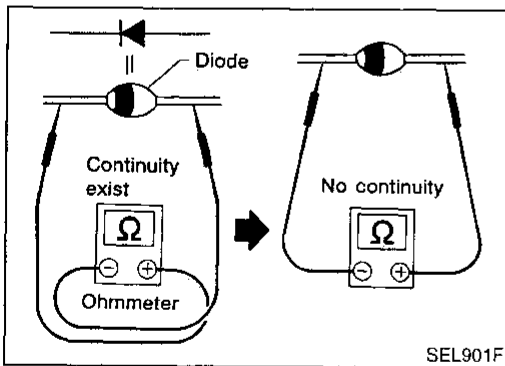 Diode
Continuity
exist
Ω
⊖ ⊕
Ohmmeter
No continuity
Ω
⊖ ⊕
SEL901F